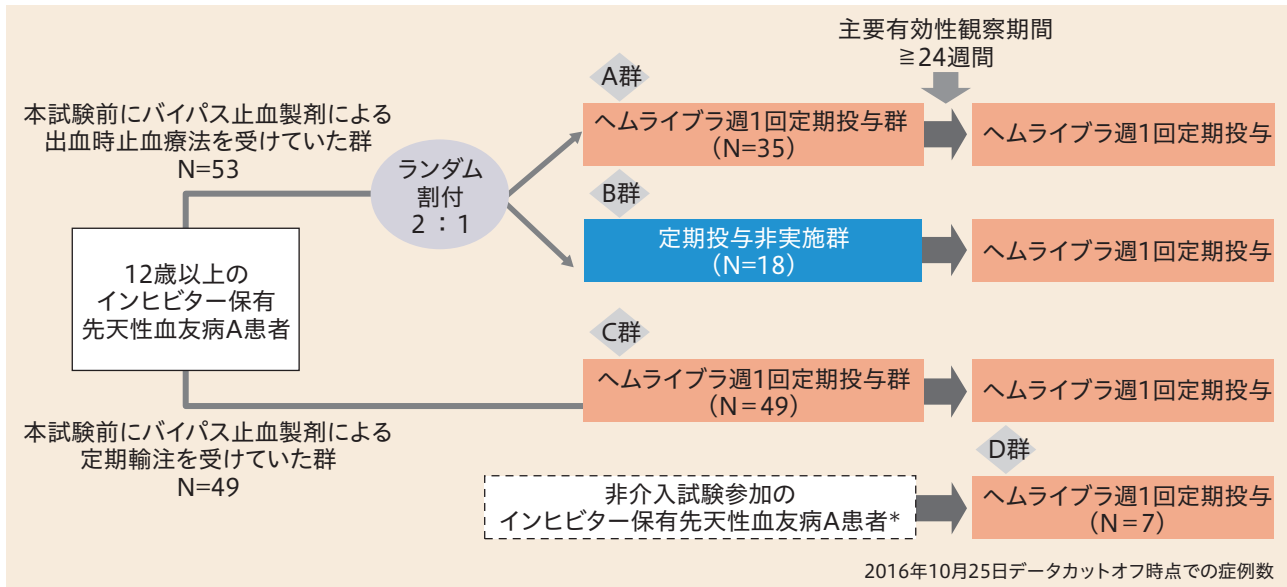 主要有効性観察期間
≧24週間
本試験前にバイパス止血製剤による
出血時止血療法を受けていた群
N=53
ランダム
割付
2：1
A群
ヘムライブラ週1回定期投与群
（N=35）
ヘムライブラ週1回定期投与
B群
定期投与非実施群
（N=18）
ヘムライブラ週1回定期投与
12歳以上の
インヒビター保有
先天性血友病A患者
C群
ヘムライブラ週1回定期投与群
（N=49）
ヘムライブラ週1回定期投与
本試験前にバイパス止血製剤による
定期輸注を受けていた群
N=49
D群
非介入試験参加の
インヒビター保有先天性血友病A患者*
ヘムライブラ週1回定期投与
（N=7）
2016年10月25日データカットオフ時点での症例数